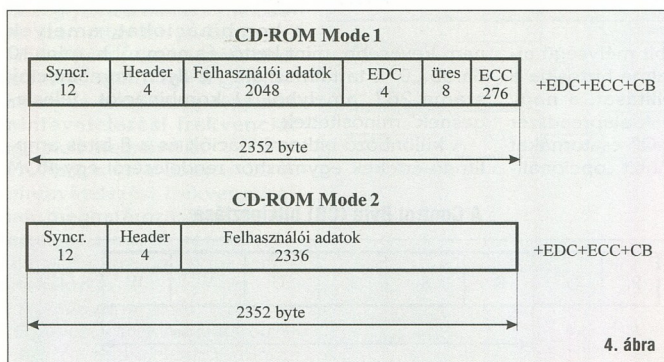 CD-ROM Mode 1
Syncr. Header Felhasználói adatok EDC üres ECC
12 4 2048 4 8 276
+EDC+ECC+CB
2352 byte
CD-ROM Mode 2
Syncr. Header Felhasználói adatok
12 4 2336
+EDC+ECC+CB
2352 byte
4. ábra